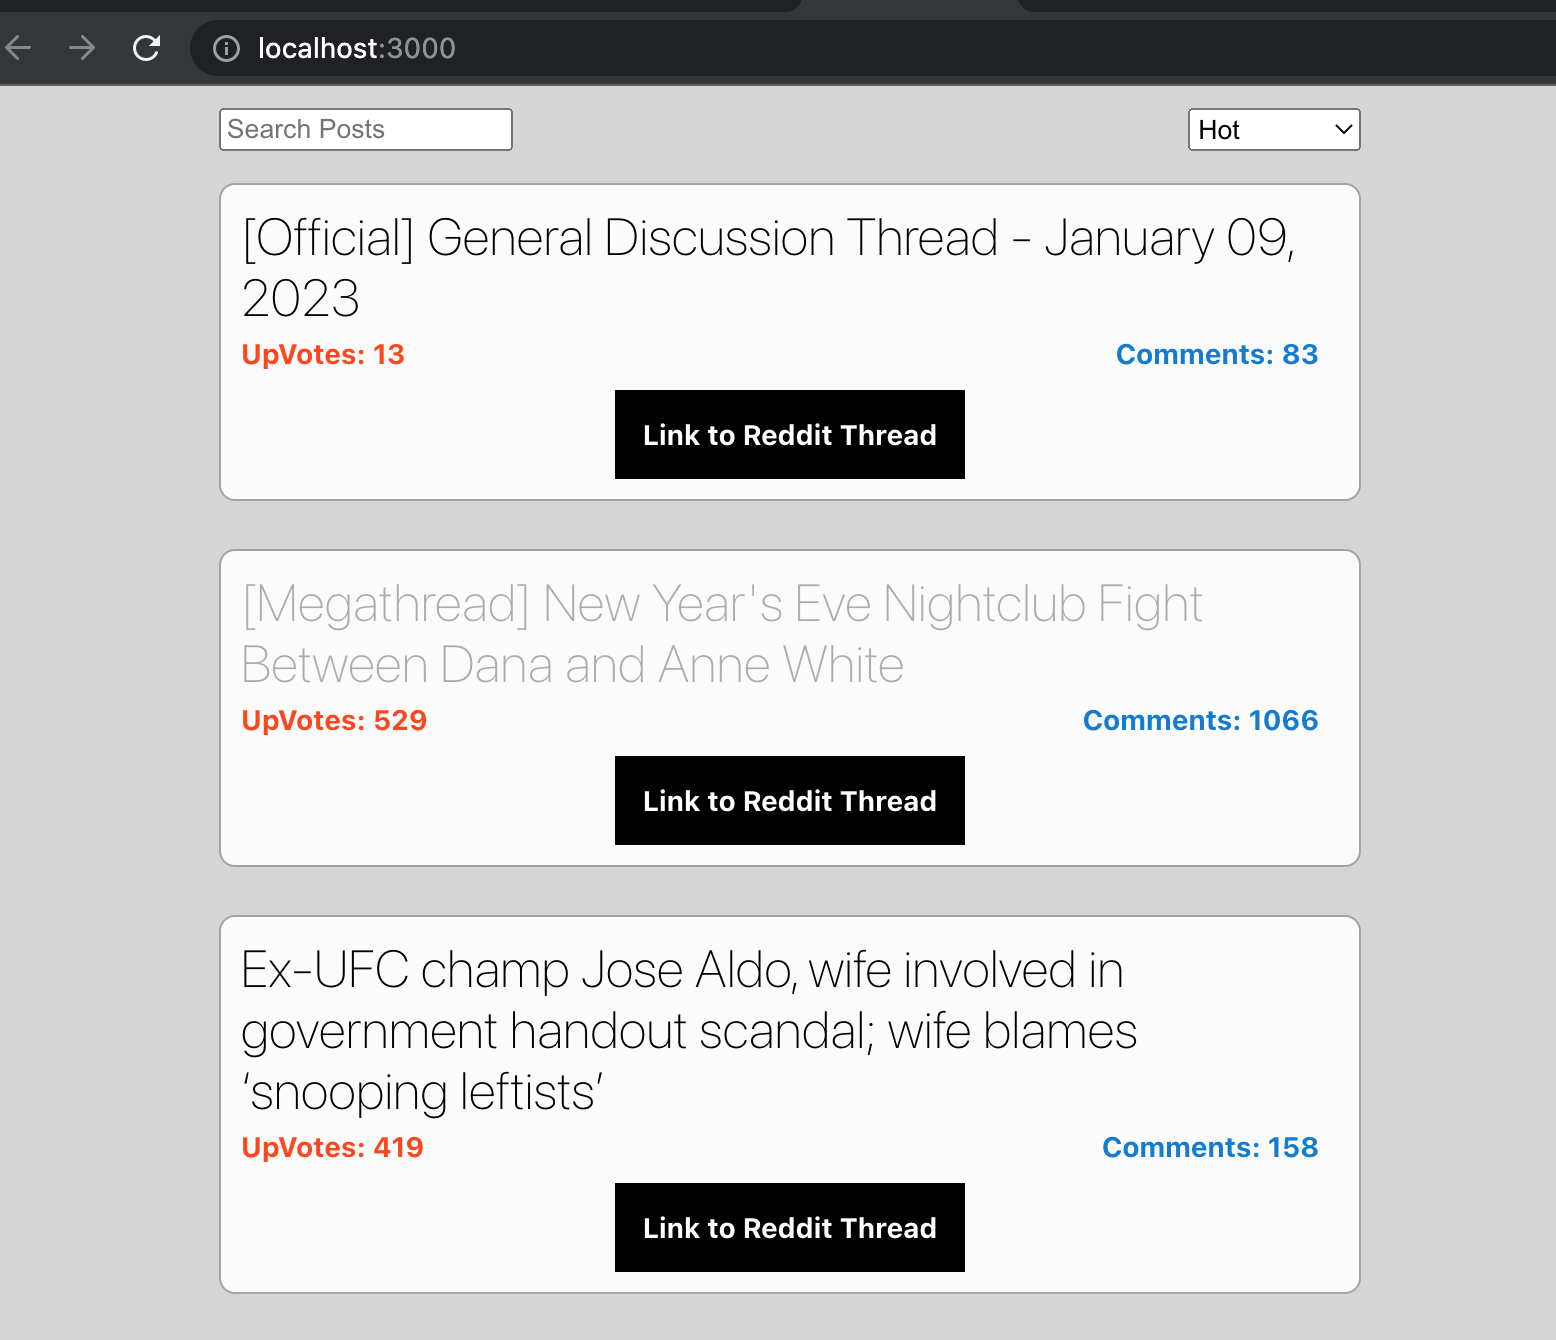 localhost:3000
Search Posts
Hot
[Official] General Discussion Thread - January 09,
2023
UpVotes: 13
Comments: 83
Link to Reddit Thread
[Megathread] New Year's Eve Nightclub Fight
Between Dana and Anne White
UpVotes: 529
Comments: 1066
Link to Reddit Thread
Ex-UFC champ Jose Aldo, wife involved in
government handout scandal; wife blames
‘snooping leftists’
UpVotes: 419
Comments: 158
Link to Reddit Thread